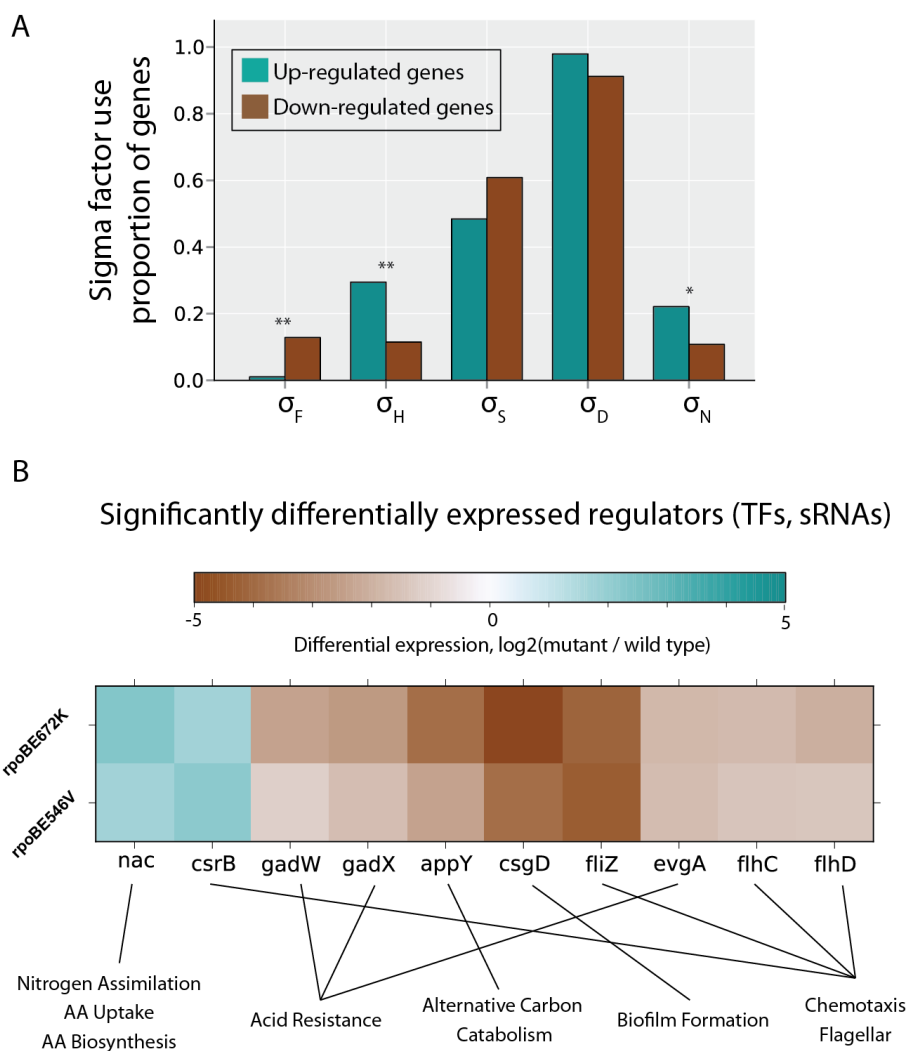 A
Sigma factor use
proportion of genes
1.0
0.8
0.6
0.4
0.2
0.0
Up-regulated genes
Down-regulated genes
**
**
*
σF
σH
σS
σD
σN
B
Significantly differentially expressed regulators (TFs, sRNAs)
-5
0
5
Differential expression, log2(mutant / wild type)
rpoBE672K
rpoBE546V
nac
csrB
gadW
gadX
appY
csgD
fliZ
evgA
flhC
flhD
Nitrogen Assimilation
AA Uptake
AA Biosynthesis
Acid Resistance
Alternative Carbon
Catabolism
Biofilm Formation
Chemotaxis
Flagellar